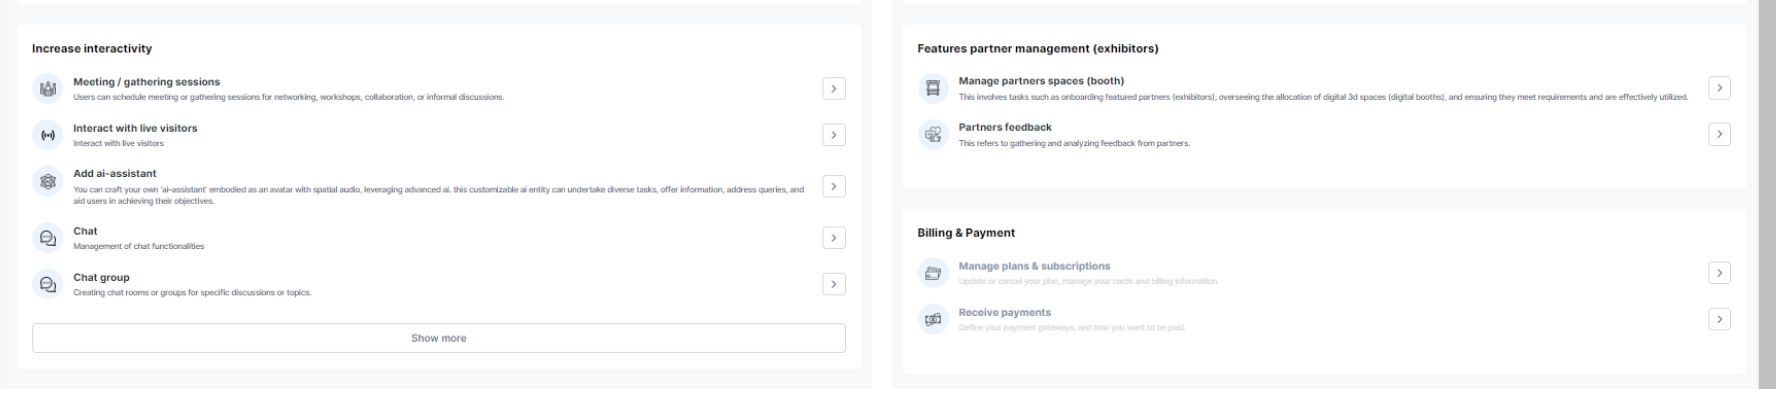 Increase interactivity
Meeting / gathering sessions
Users can schedule meeting or gathering sessions for networking, workshops, collaboration, or informal discussions.
Interact with live visitors
Interact with live visitors
Add ai-assistant
You can craft your own 'ai-assistant' embodied as an avatar with spatial audio, leveraging advanced ai. this customizable ai entity can undertake diverse tasks, offer information, address queries, and
aid users in achieving their objectives.
Chat
Management of chat functionalities
Chat group
Creating chat rooms or groups for specific discussions or topics.
Show more
Features partner management (exhibitors)
Manage partners spaces (booth)
This involves tasks such as onboarding featured partners (exhibitors), overseeing the allocation of digital 3d spaces (digital booths), and ensuring they meet requirements and are effectively utilized.
Partners feedback
This refers to gathering and analyzing feedback from partners.
Billing & Payment
Manage plans & subscriptions
Update or cancel your plan, manage your cards and billing information.
Receive payments
Define your payment gateways, and how you want to be paid.